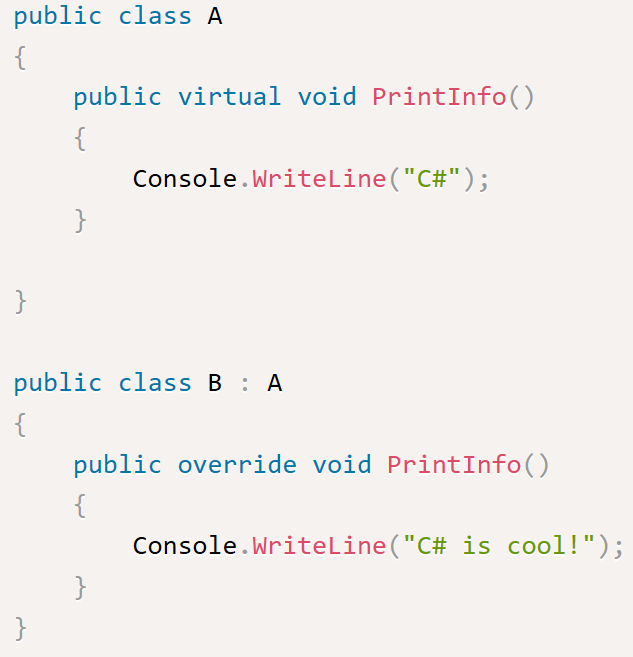 public class A
{
    public virtual void PrintInfo()
    {
        Console.WriteLine("C#");
    }

}

public class B : A
{
    public override void PrintInfo()
    {
        Console.WriteLine("C# is cool!");
    }
}